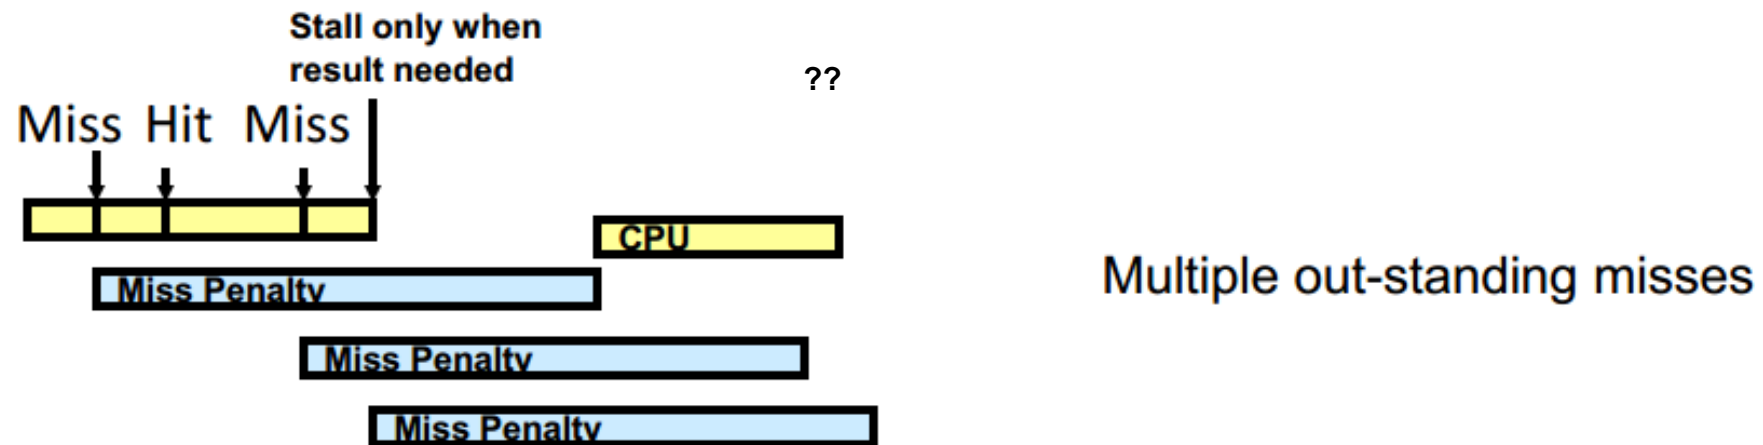 Stall only when
result needed
??
Miss Hit Miss
CPU
Miss Penalty
Multiple out-standing misses
Miss Penalty
Miss Penalty